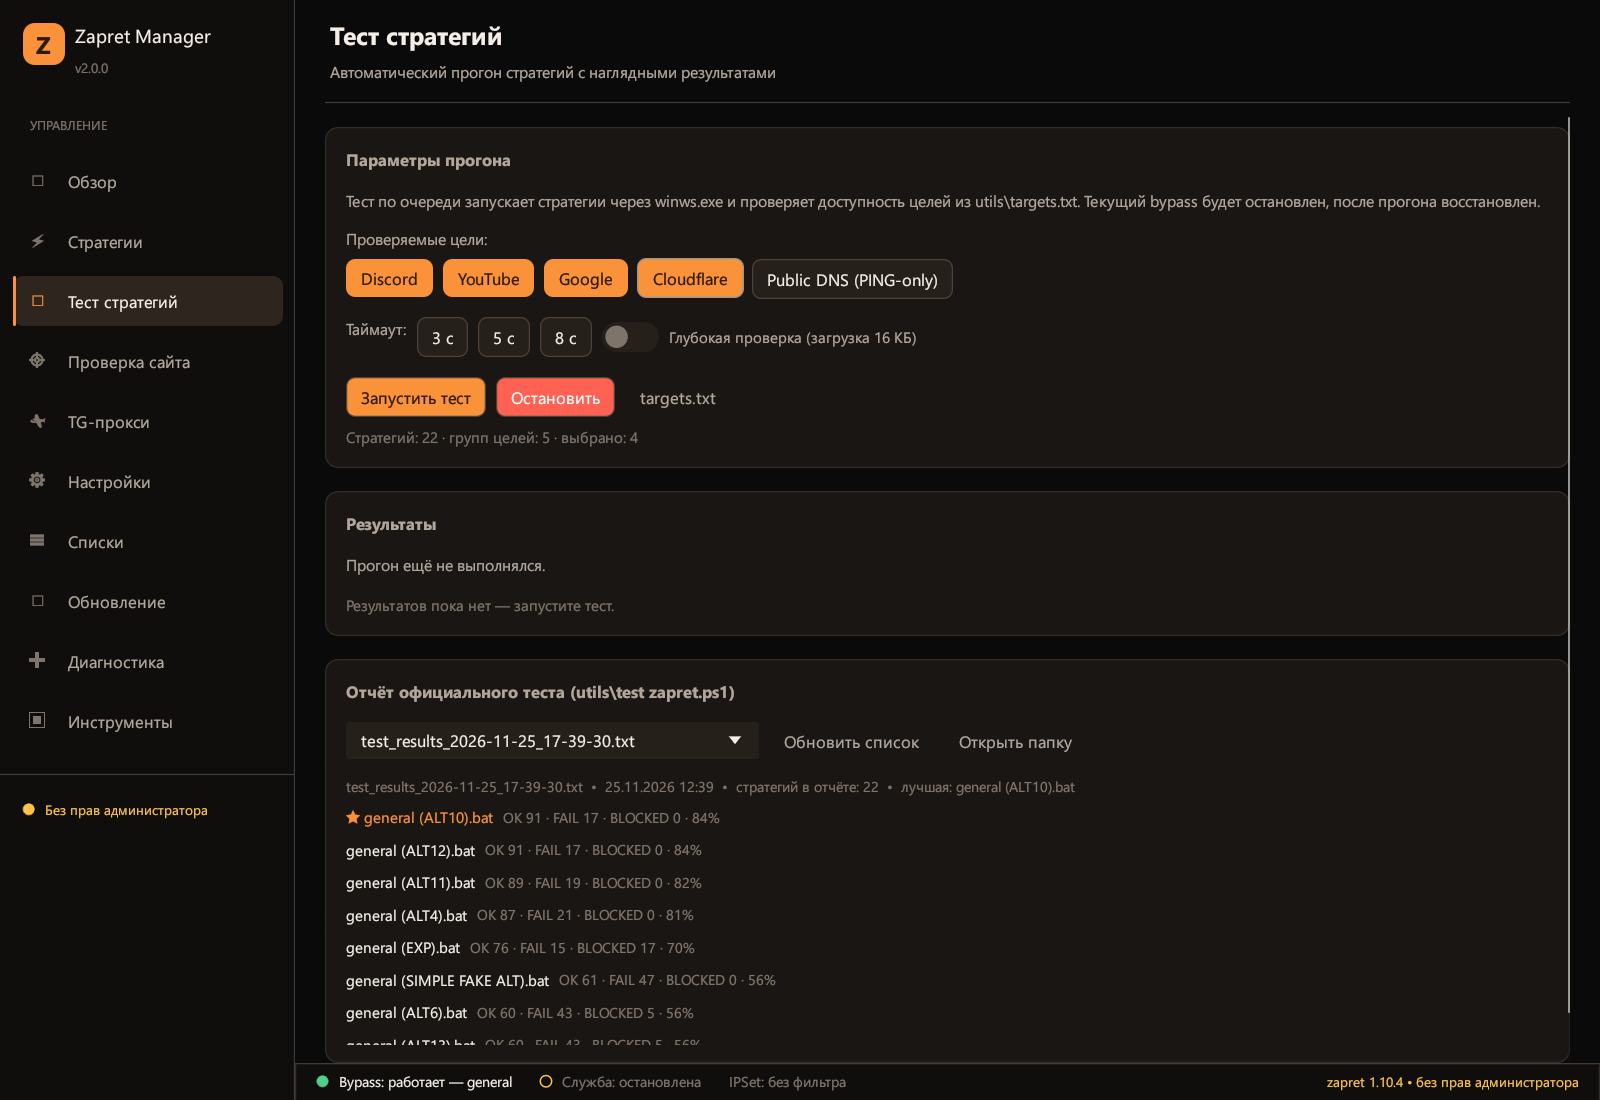 Z
Zapret Manager
v2.0.0
УПРАВЛЕНИЕ
Обзор
Стратегии
Тест стратегий
Проверка сайта
TG-прокси
Настройки
Списки
Обновление
Диагностика
Инструменты
Без прав администратора
Тест стратегий
Автоматический прогон стратегий с наглядными результатами
Параметры прогона
Тест по очереди запускает стратегии через winws.exe и проверяет доступность целей из utils\targets.txt. Текущий bypass будет остановлен, после прогона восстановлен.
Проверяемые цели:
Discord YouTube Google Cloudflare Public DNS (PING-only)
Таймаут: 3 с 5 с 8 с Глубокая проверка (загрузка 16 КБ)
Запустить тест Остановить targets.txt
Стратегий: 22 · групп целей: 5 · выбрано: 4
Результаты
Прогон ещё не выполнялся.
Результатов пока нет — запустите тест.
Отчёт официального теста (utils\test zapret.ps1)
test_results_2026-11-25_17-39-30.txt Обновить список Открыть папку
test_results_2026-11-25_17-39-30.txt • 25.11.2026 12:39 • стратегий в отчёте: 22 • лучшая: general (ALT10).bat
★ general (ALT10).bat OK 91 · FAIL 17 · BLOCKED 0 · 84%
general (ALT12).bat OK 91 · FAIL 17 · BLOCKED 0 · 84%
general (ALT11).bat OK 89 · FAIL 19 · BLOCKED 0 · 82%
general (ALT4).bat OK 87 · FAIL 21 · BLOCKED 0 · 81%
general (EXP).bat OK 76 · FAIL 15 · BLOCKED 17 · 70%
general (SIMPLE FAKE ALT).bat OK 61 · FAIL 47 · BLOCKED 0 · 56%
general (ALT6).bat OK 60 · FAIL 43 · BLOCKED 5 · 56%
general (ALT13).bat OK 60 · FAIL 43 · BLOCKED 5 · 56%
Bypass: работает — general Служба: остановлена IPSet: без фильтра zapret 1.10.4 • без прав администратора